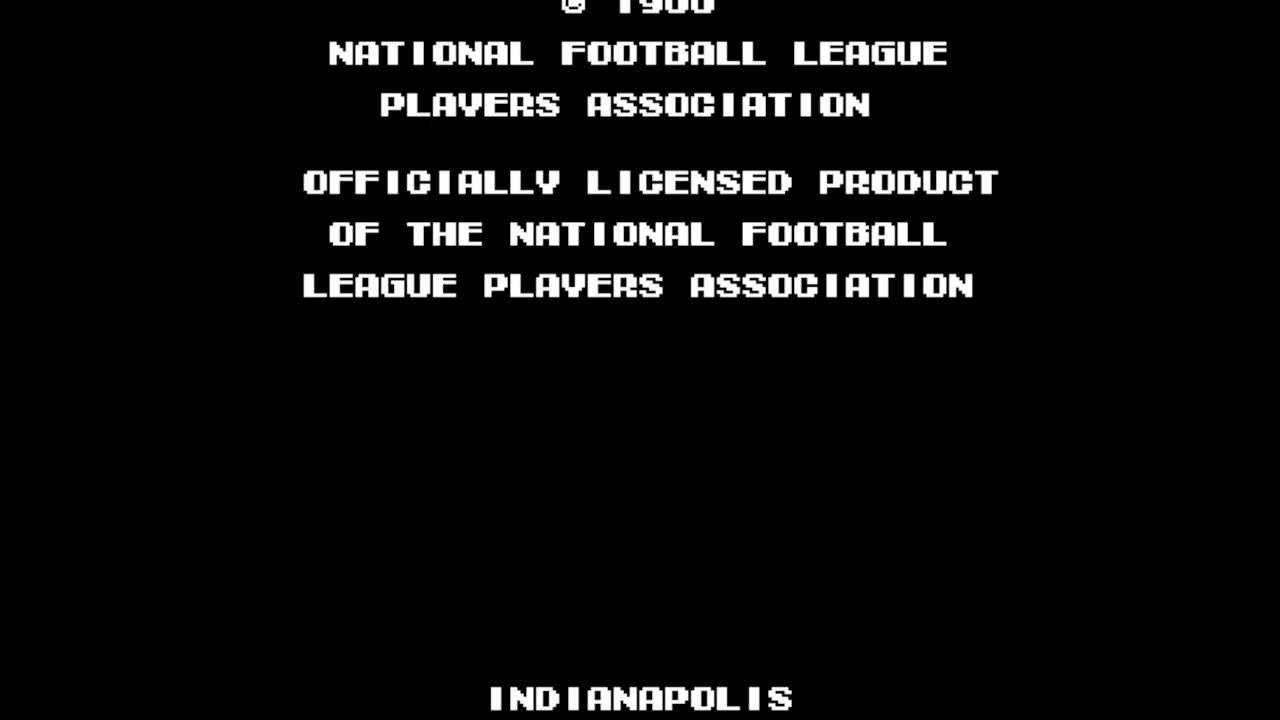 ©
NATIONAL FOOTBALL LEAGUE
PLAYERS ASSOCIATION
OFFICIALLY LICENSED PRODUCT
OF THE NATIONAL FOOTBALL
LEAGUE PLAYERS ASSOCIATION
INDIANAPOLIS